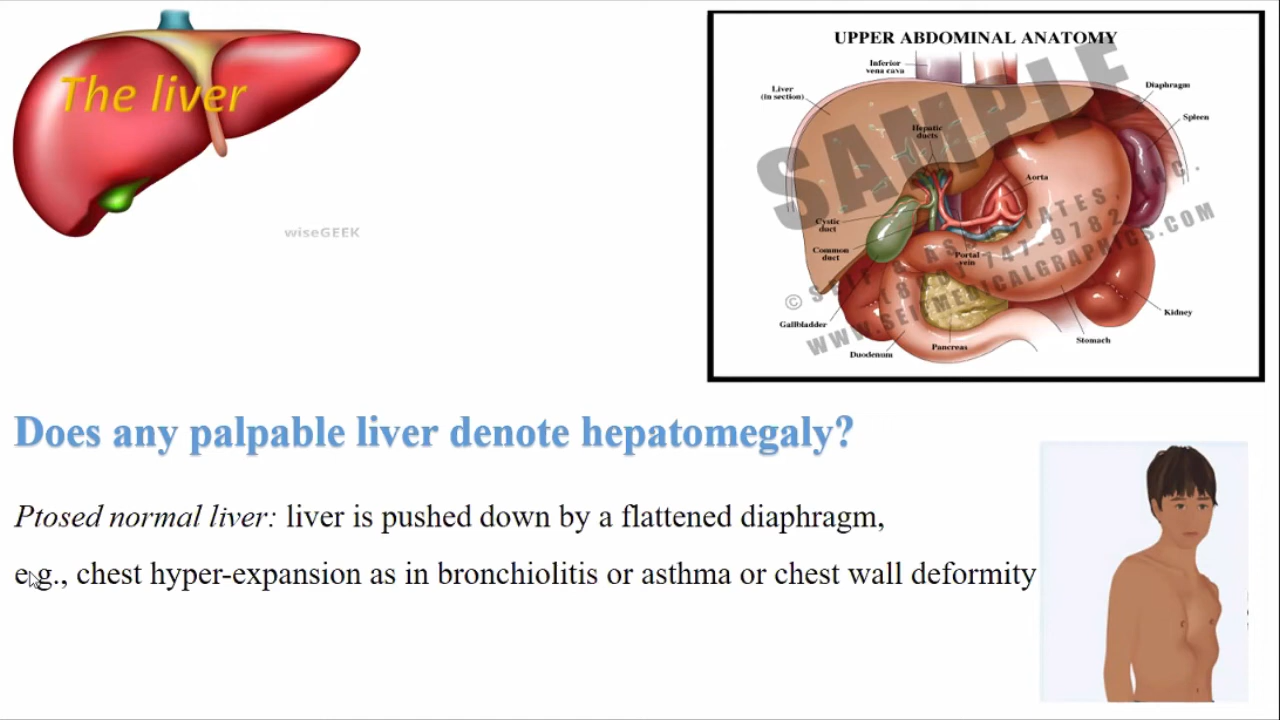 The liver
wiseGEEK
UPPER ABDOMINAL ANATOMY
Inferior
vena cava
Liver
(in section)
Diaphragm
Spleen
Hepatic
ducts
Aorta
Cystic
duct
Common
duct
Portal
vein
Kidney
Gallbladder
Stomach
Pancreas
Duodenum
SAMPLE
Does any palpable liver denote hepatomegaly?
Ptosed normal liver: liver is pushed down by a flattened diaphragm,
e.g., chest hyper-expansion as in bronchiolitis or asthma or chest wall deformity